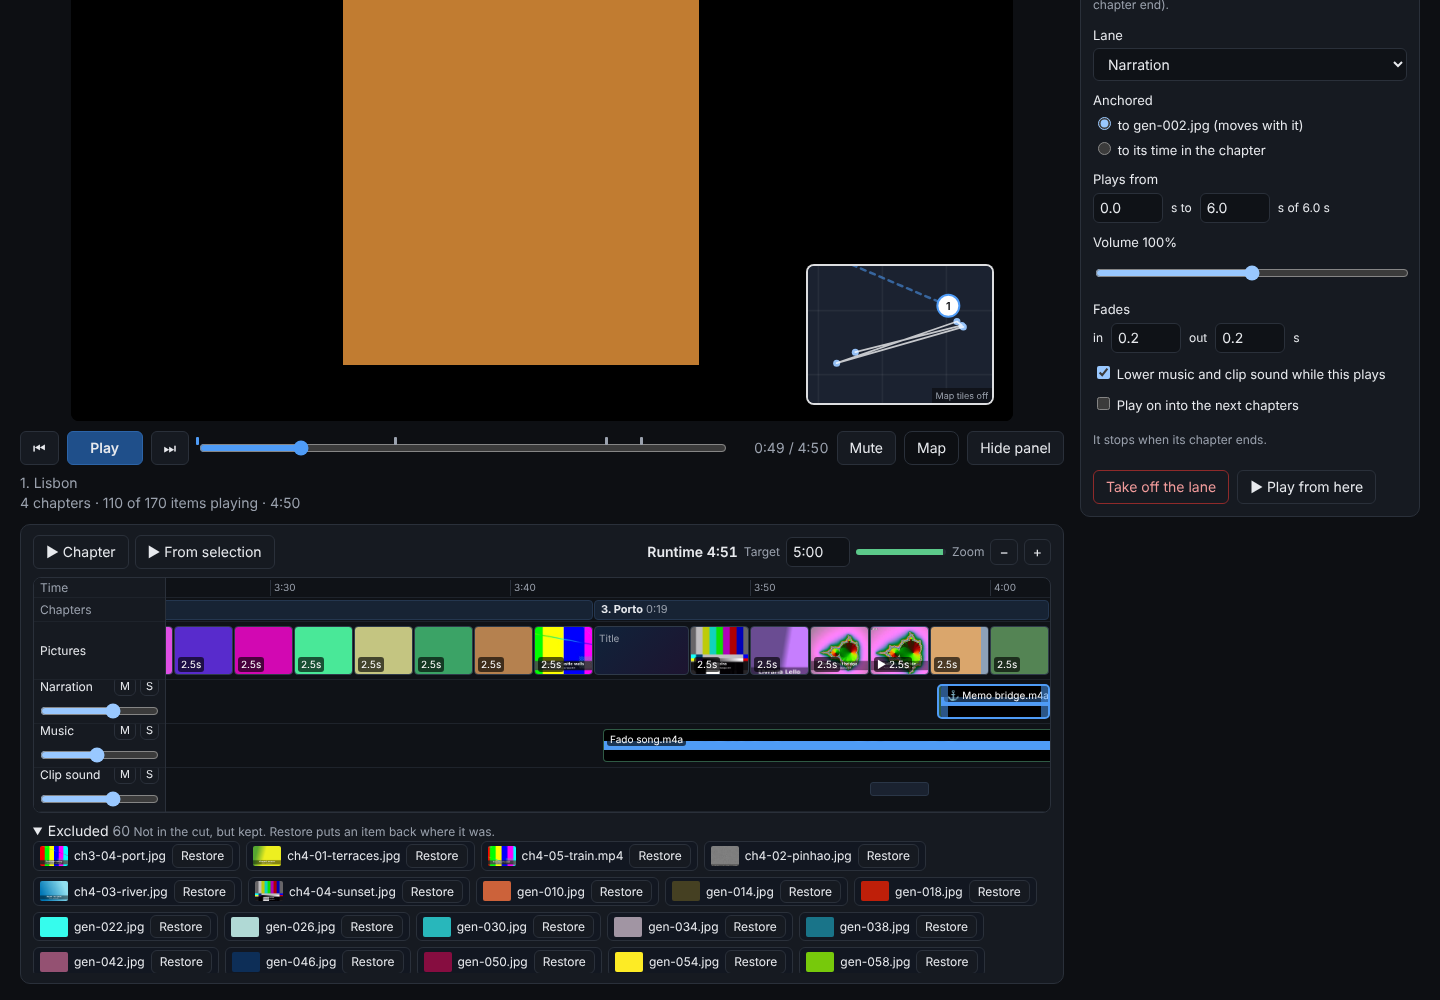 chapter end).
Lane
Narration
Anchored
to gen-002.jpg (moves with it)
to its time in the chapter
Plays from
0.0 s to 6.0 s of 6.0 s
Volume 100%
Fades
in 0.2 out 0.2 s
Lower music and clip sound while this plays
Play on into the next chapters
It stops when its chapter ends.
Take off the lane ▶ Play from here
1
Map tiles off
Play 0:49 / 4:50 Mute Map Hide panel
1. Lisbon
4 chapters · 110 of 170 items playing · 4:50
▶ Chapter ▶ From selection Runtime 4:51 Target 5:00 Zoom − +
Time 3:30 3:40 3:50 4:00
Chapters 3. Porto 0:19
Pictures 2.5s 2.5s 2.5s 2.5s 2.5s 2.5s 2.5s Title 2.5s 2.5s 2.5s ▶ 2.5s 2.5s 2.5s
Narration M S ⚓ Memo bridge.m4a
Music M S Fado song.m4a
Clip sound M S
▼ Excluded 60 Not in the cut, but kept. Restore puts an item back where it was.
ch3-04-port.jpg Restore ch4-01-terraces.jpg Restore ch4-05-train.mp4 Restore ch4-02-pinhao.jpg Restore
ch4-03-river.jpg Restore ch4-04-sunset.jpg Restore gen-010.jpg Restore gen-014.jpg Restore gen-018.jpg Restore
gen-022.jpg Restore gen-026.jpg Restore gen-030.jpg Restore gen-034.jpg Restore gen-038.jpg Restore
gen-042.jpg Restore gen-046.jpg Restore gen-050.jpg Restore gen-054.jpg Restore gen-058.jpg Restore